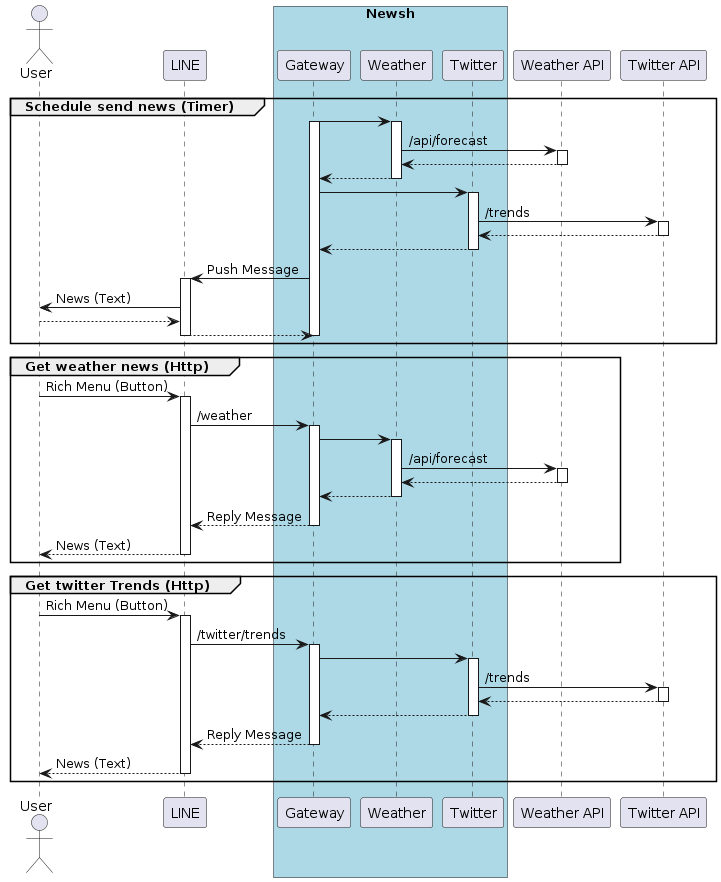 Newsh
User
LINE
Gateway
Weather
Twitter
Weather API
Twitter API
Schedule send news (Timer)
/api/forecast
/trends
Push Message
News (Text)
Get weather news (Http)
Rich Menu (Button)
/weather
/api/forecast
Reply Message
News (Text)
Get twitter Trends (Http)
Rich Menu (Button)
/twitter/trends
/trends
Reply Message
News (Text)
User
LINE
Gateway
Weather
Twitter
Weather API
Twitter API